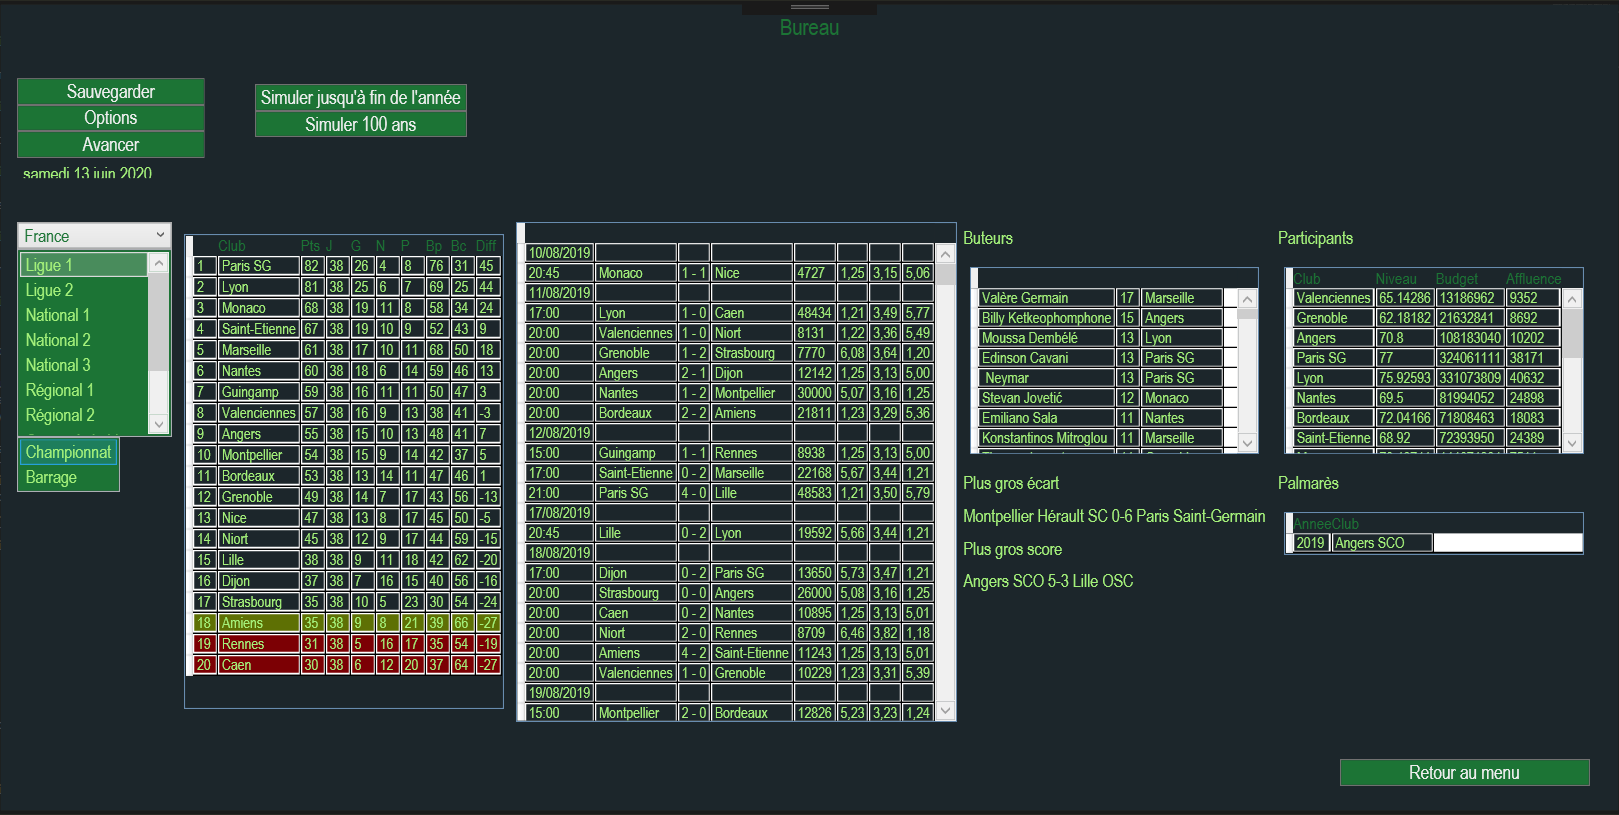 Bureau
Sauvegarder
Options
Avancer
samedi 13 juin 2020
Simuler jusqu'à fin de l'année
Simuler 100 ans
France
Ligue 1
Ligue 2
National 1
National 2
National 3
Régional 1
Régional 2
Championnat
Barrage
Club Pts J G N P Bp Bc Diff
1 Paris SG 82 38 26 4 8 76 31 45
2 Lyon 81 38 25 6 7 69 25 44
3 Monaco 68 38 19 11 8 58 34 24
4 Saint-Etienne 67 38 19 10 9 52 43 9
5 Marseille 61 38 17 10 11 68 50 18
6 Nantes 60 38 18 6 14 59 46 13
7 Guingamp 59 38 16 11 11 50 47 3
8 Valenciennes 57 38 16 9 13 38 41 -3
9 Angers 55 38 15 10 13 48 41 7
10 Montpellier 54 38 15 9 14 42 37 5
11 Bordeaux 53 38 13 14 11 47 46 1
12 Grenoble 49 38 14 7 17 43 56 -13
13 Nice 47 38 13 8 17 45 50 -5
14 Niort 45 38 12 9 17 44 59 -15
15 Lille 38 38 9 11 18 42 62 -20
16 Dijon 37 38 7 16 15 40 56 -16
17 Strasbourg 35 38 10 5 23 30 54 -24
18 Amiens 35 38 9 8 21 39 66 -27
19 Rennes 31 38 5 16 17 35 54 -19
20 Caen 30 38 6 12 20 37 64 -27
10/08/2019
20:45 Monaco 1 - 1 Nice 4727 1,25 3,15 5,06
11/08/2019
17:00 Lyon 1 - 0 Caen 48434 1,21 3,49 5,77
20:00 Valenciennes 1 - 0 Niort 8131 1,22 3,36 5,49
20:00 Grenoble 1 - 2 Strasbourg 7770 6,08 3,64 1,20
20:00 Angers 2 - 1 Dijon 12142 1,25 3,13 5,00
20:00 Nantes 1 - 2 Montpellier 30000 5,07 3,16 1,25
20:00 Bordeaux 2 - 2 Amiens 21811 1,23 3,29 5,36
12/08/2019
15:00 Guingamp 1 - 1 Rennes 8938 1,25 3,13 5,00
17:00 Saint-Etienne 0 - 2 Marseille 22168 5,67 3,44 1,21
21:00 Paris SG 4 - 0 Lille 48583 1,21 3,50 5,79
17/08/2019
20:45 Lille 0 - 2 Lyon 19592 5,66 3,44 1,21
18/08/2019
17:00 Dijon 0 - 2 Paris SG 13650 5,73 3,47 1,21
20:00 Strasbourg 0 - 0 Angers 26000 5,08 3,16 1,25
20:00 Caen 0 - 2 Nantes 10895 1,25 3,13 5,01
20:00 Niort 2 - 0 Rennes 8709 6,46 3,82 1,18
20:00 Amiens 4 - 2 Saint-Etienne 11243 1,25 3,13 5,01
20:00 Valenciennes 1 - 0 Grenoble 10229 1,23 3,31 5,39
19/08/2019
15:00 Montpellier 2 - 0 Bordeaux 12826 5,23 3,23 1,24
Buteurs
Valère Germain 17 Marseille
Billy Ketkeophomphone 15 Angers
Moussa Dembélé 13 Lyon
Edinson Cavani 13 Paris SG
Neymar 13 Paris SG
Stevan Jovetić 12 Monaco
Emiliano Sala 11 Nantes
Konstantinos Mitroglou 11 Marseille
Plus gros écart
Montpellier Hérault SC 0-6 Paris Saint-Germain
Plus gros score
Angers SCO 5-3 Lille OSC
Participants
Club Niveau Budget Affluence
Valenciennes 65.14286 13186962 9352
Grenoble 62.18182 21632841 8692
Angers 70.8 108183040 10202
Paris SG 77 324061111 38171
Lyon 75.92593 331073809 40632
Nantes 69.5 81994052 24898
Bordeaux 72.04166 71808463 18083
Saint-Etienne 68.92 72393950 24389
Palmarès
Annee Club
2019 Angers SCO
Retour au menu